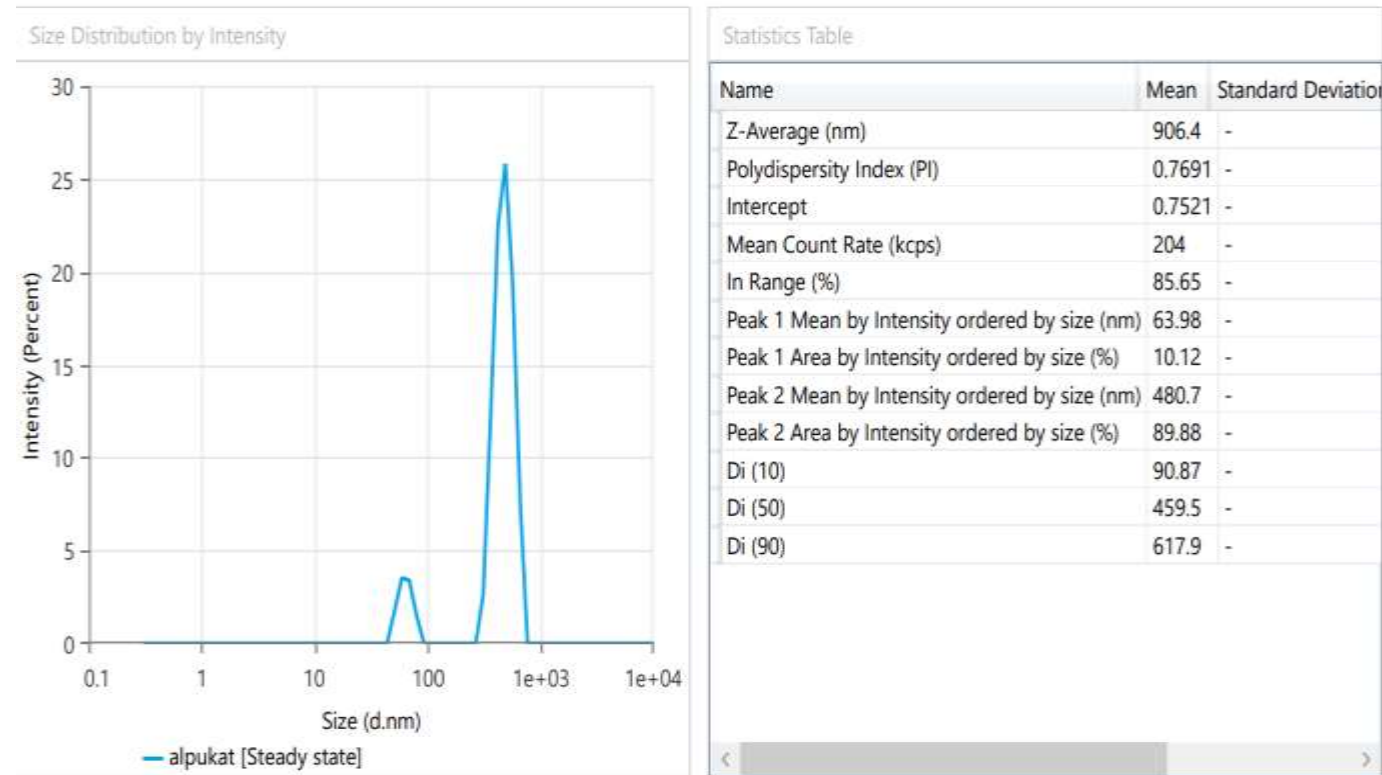 Size Distribution by Intensity
30
25
20
15
10
5
0
Intensity (Percent)
0.1 1 10 100 1e+03 1e+04
Size (d.nm)
alpukat [Steady state]
Statistics Table
Name Mean Standard Deviation
Z-Average (nm) 906.4 -
Polydispersity Index (PI) 0.7691 -
Intercept 0.7521 -
Mean Count Rate (kcps) 204 -
In Range (%) 85.65 -
Peak 1 Mean by Intensity ordered by size (nm) 63.98 -
Peak 1 Area by Intensity ordered by size (%) 10.12 -
Peak 2 Mean by Intensity ordered by size (nm) 480.7 -
Peak 2 Area by Intensity ordered by size (%) 89.88 -
Di (10) 90.87 -
Di (50) 459.5 -
Di (90) 617.9 -